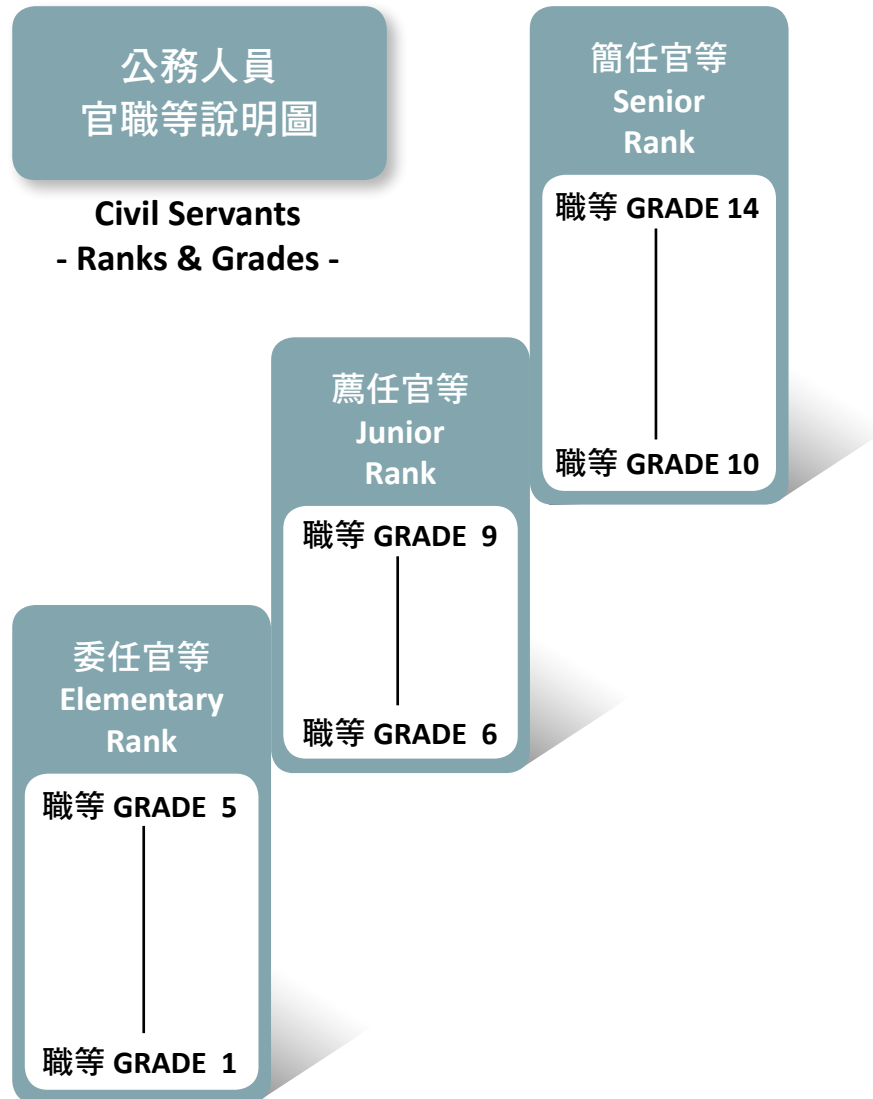 公務人員
官職等說明圖
Civil Servants
- Ranks & Grades -
簡任官等
Senior
Rank
職等 GRADE 14
職等 GRADE 10
薦任官等
Junior
Rank
職等 GRADE 9
職等 GRADE 6
委任官等
Elementary
Rank
職等 GRADE 5
職等 GRADE 1